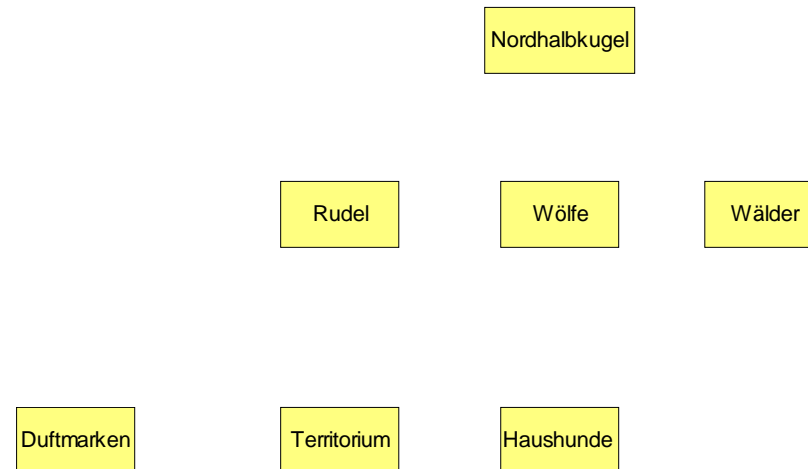 Nordhalbkugel
Rudel
Wölfe
Wälder
Duftmarken
Territorium
Haushunde